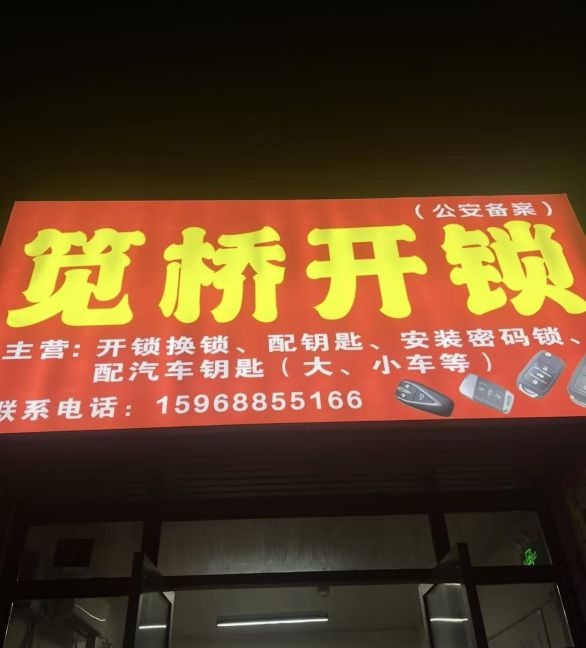 （公安备案）
笕桥开锁
主营：开锁换锁、配钥匙、安装密码锁、
配汽车钥匙（大、小车等）
联系电话：15968855166